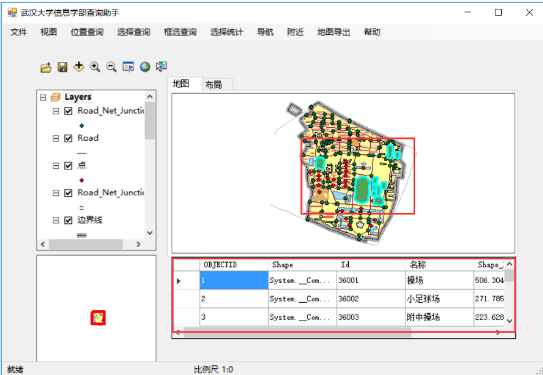 武汉大学信息学部查询助手
文件 视图 位置查询 选择查询 框选查询 选择统计 导航 附近 地图导出 帮助
地图 布局
Layers
Road_Net_Junctic
Road
点
Road_Net_Junctic
边界线
OBJECTID Shape Id 名称 Shape_
1 System.__Com... 36001 操场 506.304
2 System.__Com... 36002 小足球场 271.785
3 System.__Com... 36003 附中操场 223.628
就绪 比例尺 1:0